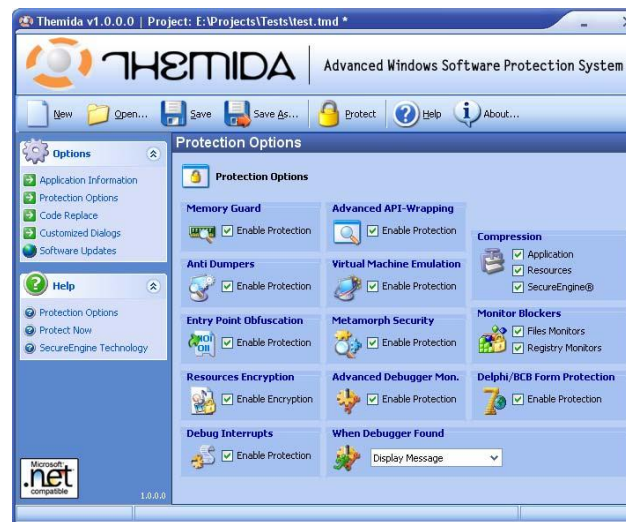 Themida v1.0.0.0 | Project: E:\Projects\Tests\test.tmd *
THEMIDA
Advanced Windows Software Protection System
New Open... Save Save As... Protect Help About...
Options
Application Information
Protection Options
Code Replace
Customized Dialogs
Software Updates
Help
Protection Options
Protect Now
SecureEngine Technology
Microsoft
.net
compatible
1.0.0.0
Protection Options
Protection Options
Memory Guard
Enable Protection
Advanced API-Wrapping
Enable Protection
Compression
Application
Resources
SecureEngine®
Anti Dumpers
Enable Protection
Virtual Machine Emulation
Enable Protection
Entry Point Obfuscation
Enable Protection
Metamorph Security
Enable Protection
Monitor Blockers
Files Monitors
Registry Monitors
Resources Encryption
Enable Encryption
Advanced Debugger Mon.
Enable Protection
Delphi/BCB Form Protection
Enable Protection
Debug Interrupts
Enable Protection
When Debugger Found
Display Message